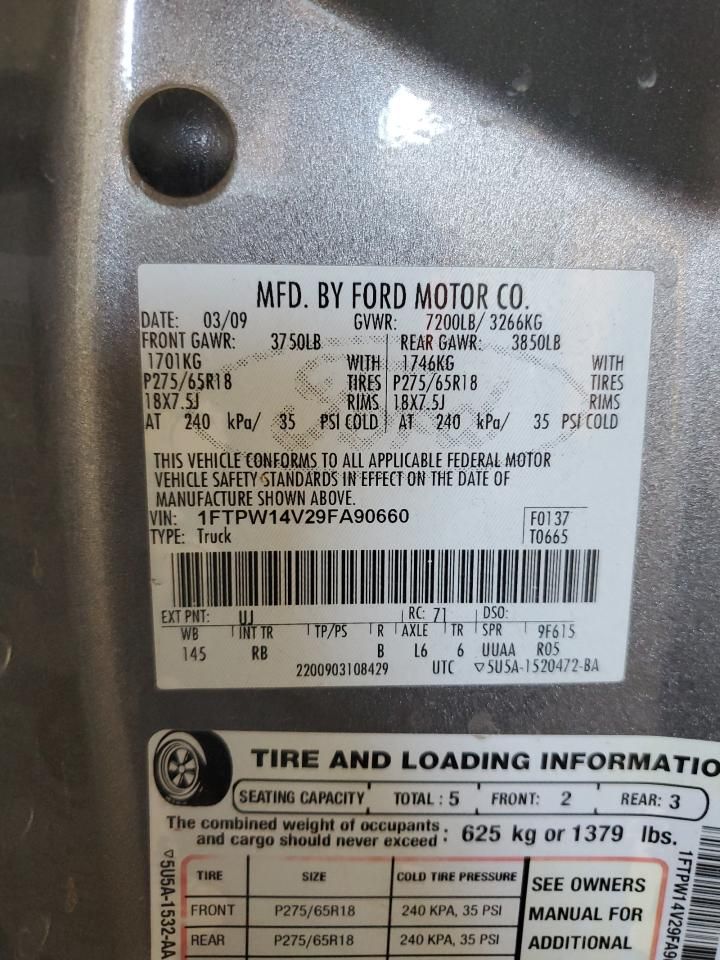 MFD. BY FORD MOTOR CO.
DATE: 03/09 GVWR: 7200LB/ 3266KG
FRONT GAWR: 3750LB REAR GAWR: 3850LB
1701KG WITH 1746KG WITH
P275/65R18 TIRES P275/65R18 TIRES
18X7.5J RIMS 18X7.5J RIMS
AT 240 kPa/ 35 PSI COLD AT 240 kPa/ 35 PSI COLD
THIS VEHICLE CONFORMS TO ALL APPLICABLE FEDERAL MOTOR
VEHICLE SAFETY STANDARDS IN EFFECT ON THE DATE OF
MANUFACTURE SHOWN ABOVE.
VIN: 1FTPW14V29FA90660 F0137
TYPE: Truck T0665
EXT PNT: UJ RC: 71 DSO:
WB INT TR TP/PS R AXLE TR SPR 9F615
145 RB B L6 6 UUAA R05
2200903108429 UTC ▽5U5A-1520472-BA
TIRE AND LOADING INFORMATIO
SEATING CAPACITY TOTAL : 5 FRONT: 2 REAR: 3
The combined weight of occupants : 625 kg or 1379 lbs.
and cargo should never exceed :
TIRE SIZE COLD TIRE PRESSURE
FRONT P275/65R18 240 KPA, 35 PSI
REAR P275/65R18 240 KPA, 35 PSI
SEE OWNERS
MANUAL FOR
ADDITIONAL
▽5U5A-1532-AA
1FTPW14V29FA9